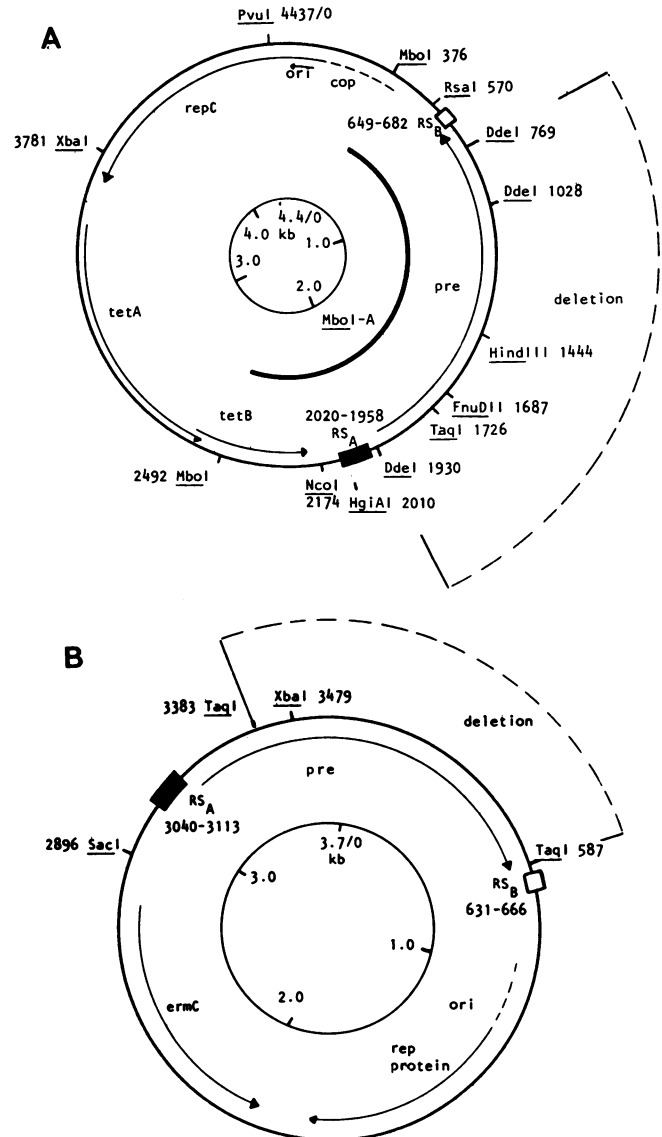 A
PvuI 4437/0
MboI 376
ori
cop
RsaI 570
repC
649-682 RSB
3781 XbaI
DdeI 769
DdeI 1028
4.4/0
kb
4.0
1.0
3.0
2.0
pre
deletion
tetA
MboI-A
HindIII 1444
FnuDII 1687
tetB
2020-1958
RSA
TaqI 1726
2492 MboI
DdeI 1930
NcoI
2174
HgiAI 2010
B
3383 TaqI
XbaI 3479
deletion
pre
RSA
3040-3113
2896 SacI
3.7/0
kb
TaqI 587
3.0
RSB
631-666
1.0
2.0
ermC
ori
rep
protein